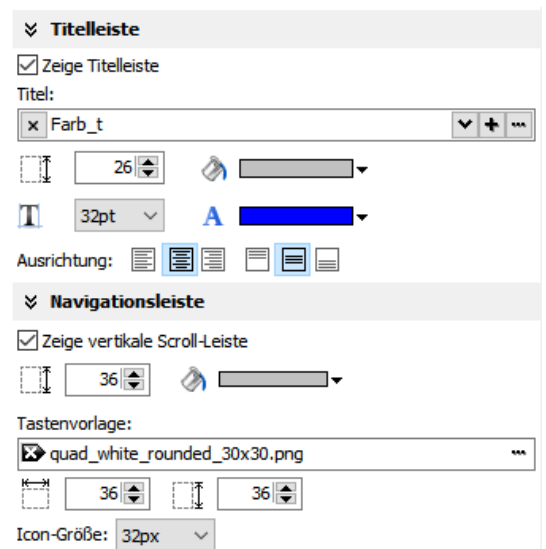 Titelleiste
Zeige Titelleiste
Titel:
Farb_t
26
32pt
A
Ausrichtung:
Navigationsleiste
Zeige vertikale Scroll-Leiste
36
Tastenvorlage:
quad_white_rounded_30x30.png
36 36
Icon-Größe: 32px